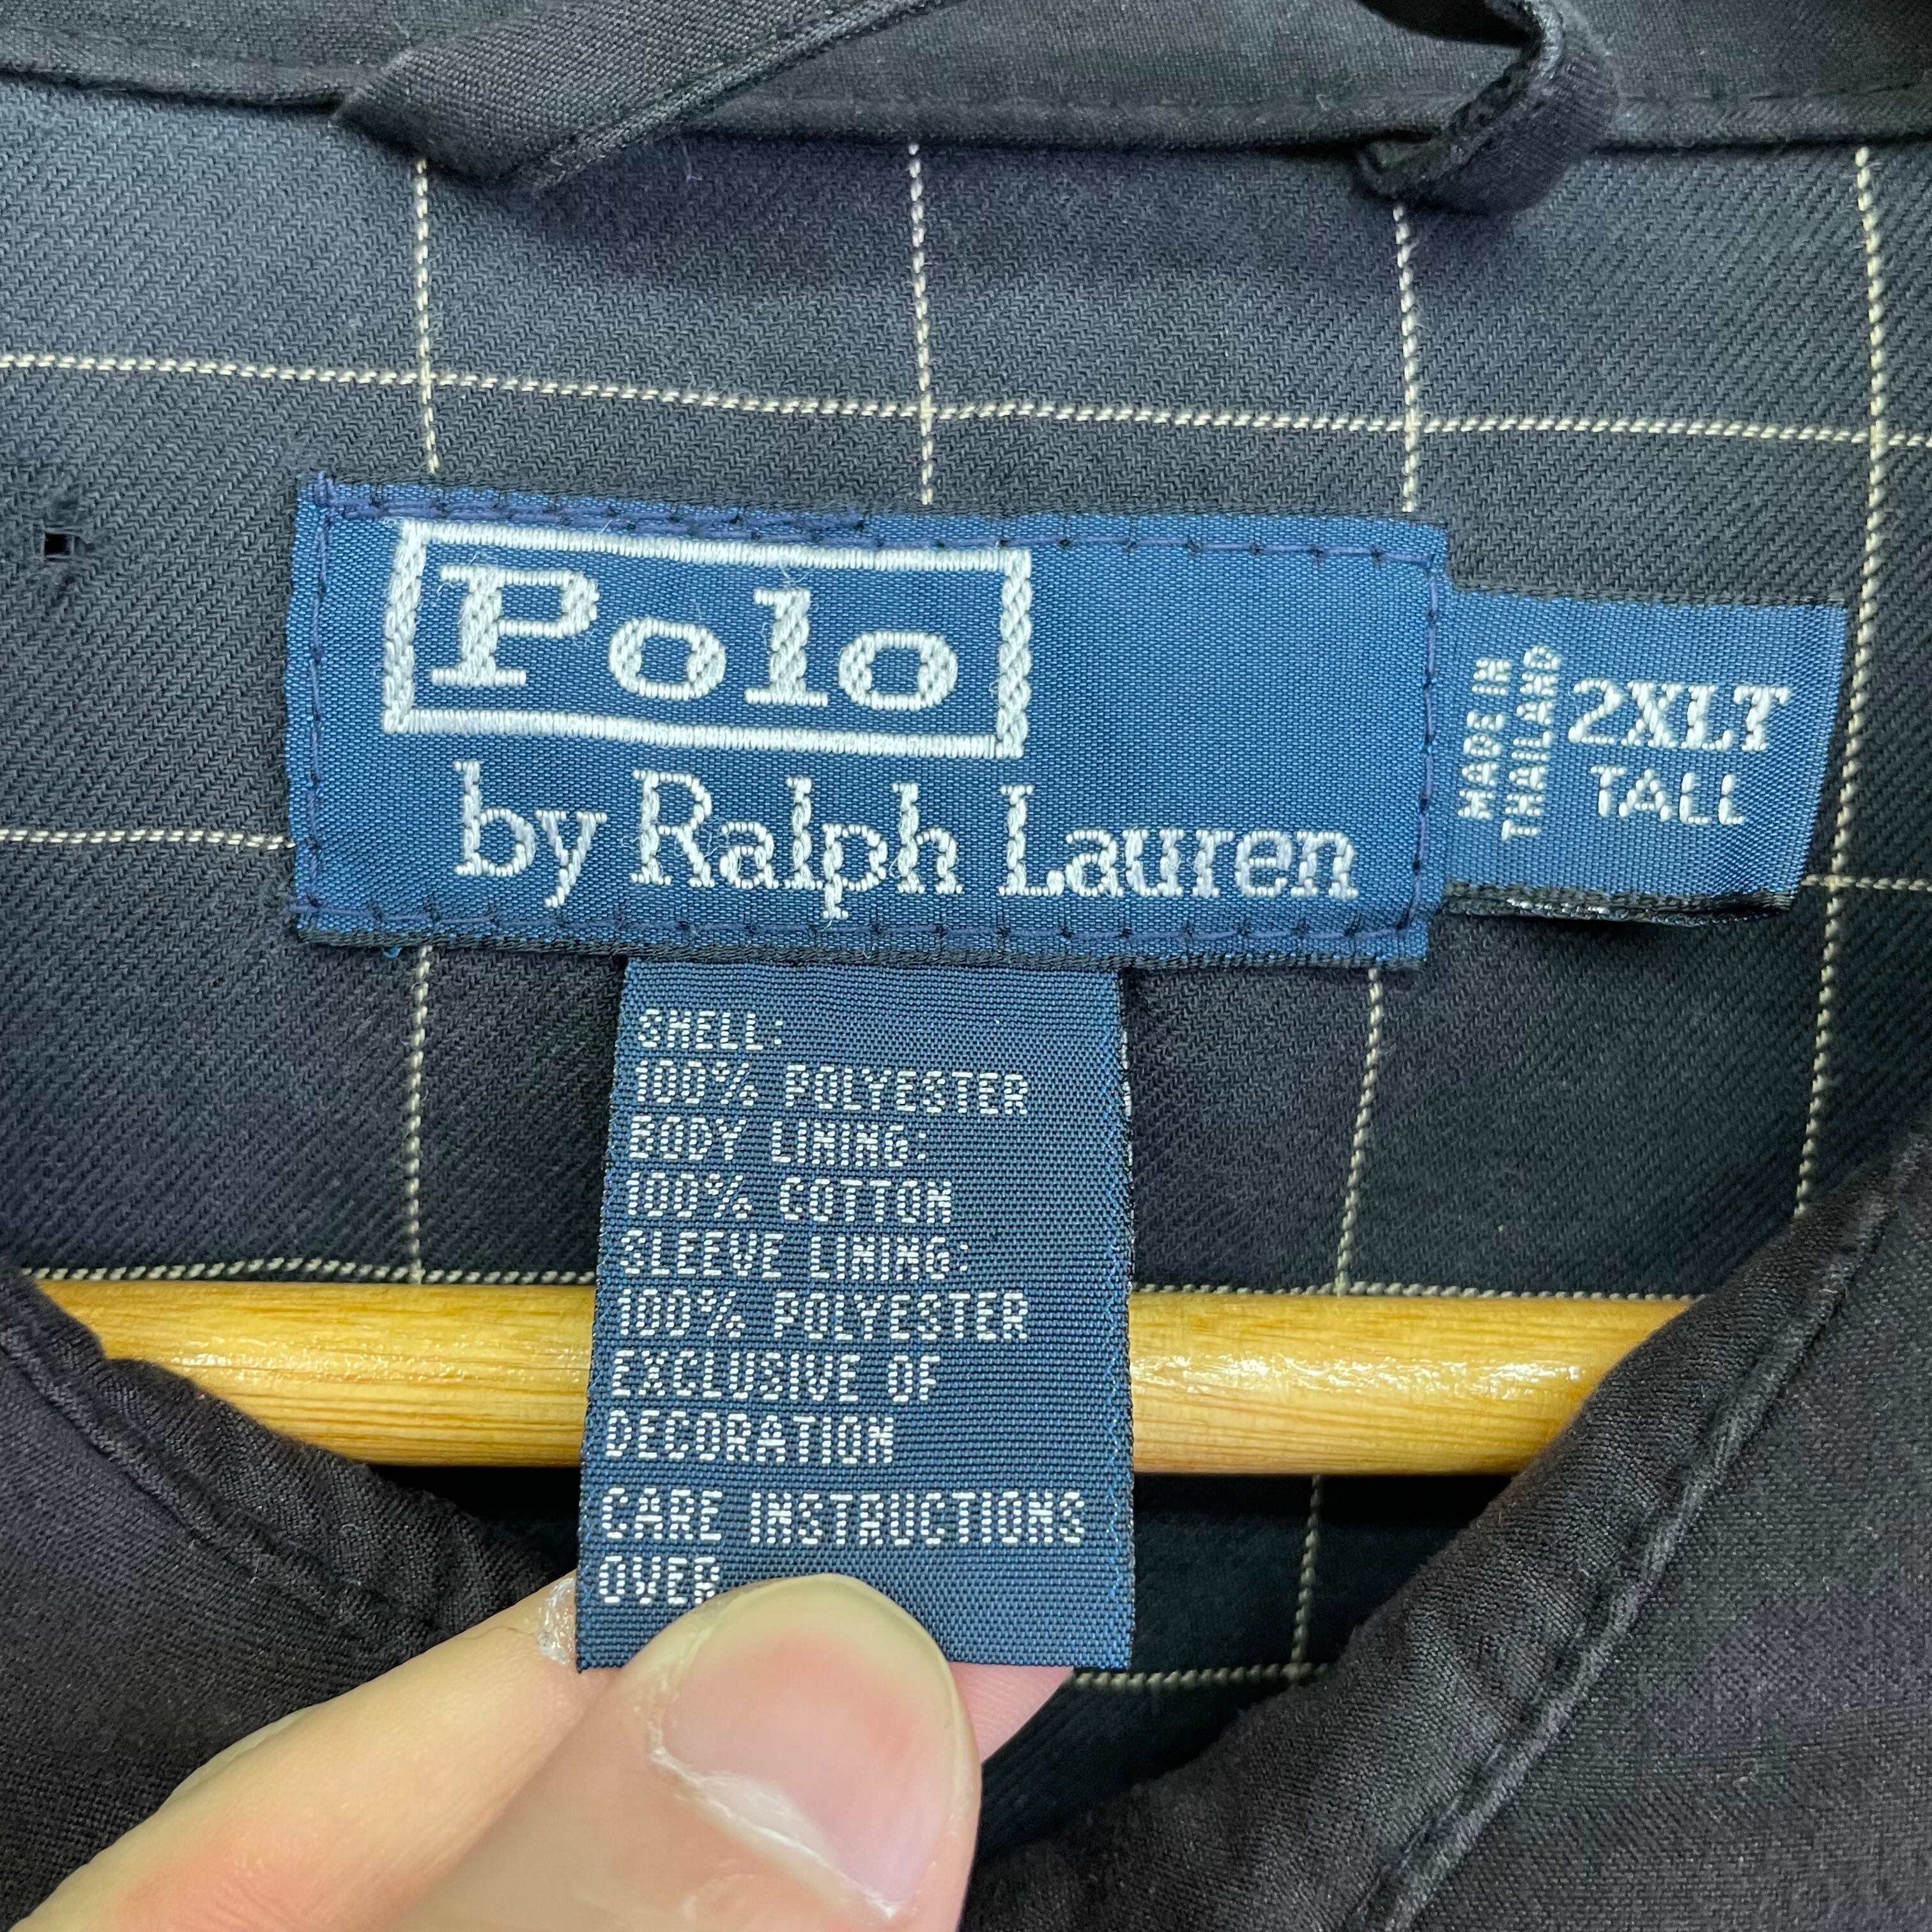 Polo
by Ralph Lauren
MADE IN
THAILAND
2XLT
TALL
SHELL:
100% POLYESTER
BODY LINING:
100% COTTON
SLEEVE LINING:
100% POLYESTER
EXCLUSIVE OF
DECORATION
CARE INSTRUCTIONS
OVER